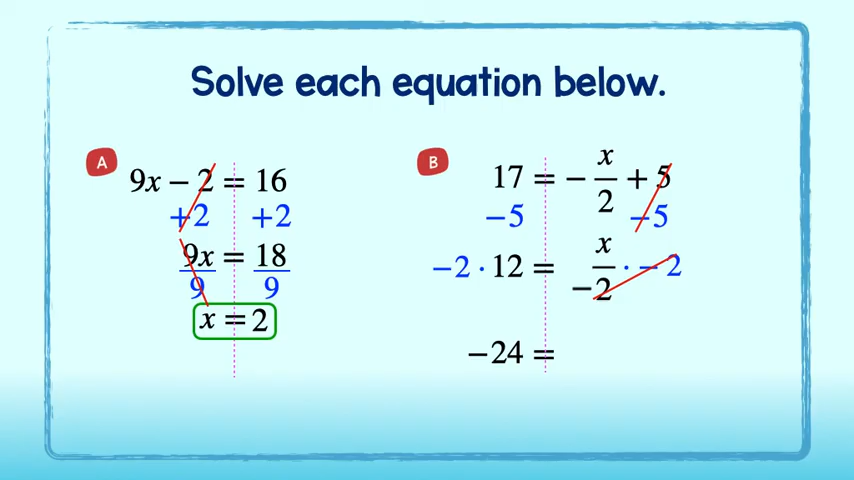 Solve each equation below.
A
9x − 2 = 16
+2 +2
9x = 18
9 9
x = 2
B
17 = − x/2 + 5
−5 −5
−2 · 12 = x/−2 · −2
−24 =